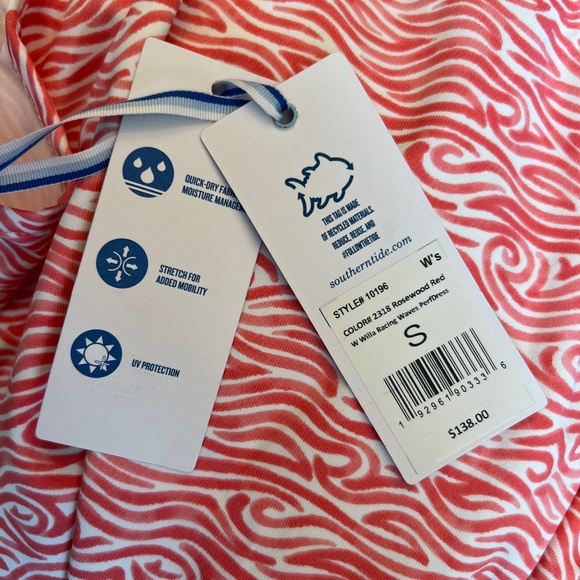 QUICK-DRY
MOISTURE
STRETCH FOR
ADDED MOBILITY
UV PROTECTION
THIS TAG IS MADE
OF RECYCLED MATERIALS.
REDUCE, REUSE, AND
#FOLLOWTHETIDE
southerntide.com
W's
STYLE# 10196
COLOR# 2318 Rosewood Red
W Willa Racing Waves PerfDress
S
1 92961 90333 6
$138.00